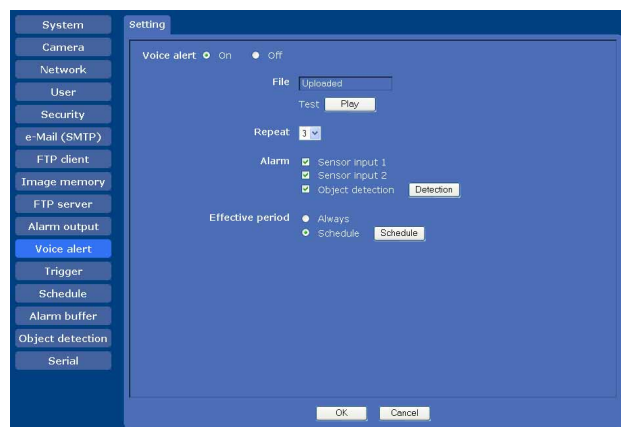 System
Camera
Network
User
Security
e-Mail (SMTP)
FTP client
Image memory
FTP server
Alarm output
Voice alert
Trigger
Schedule
Alarm buffer
Object detection
Serial
Setting
Voice alert On Off
File Uploaded
Test Play
Repeat 3
Alarm Sensor input 1
Sensor input 2
Object detection Detection
Effective period Always
Schedule Schedule
OK Cancel